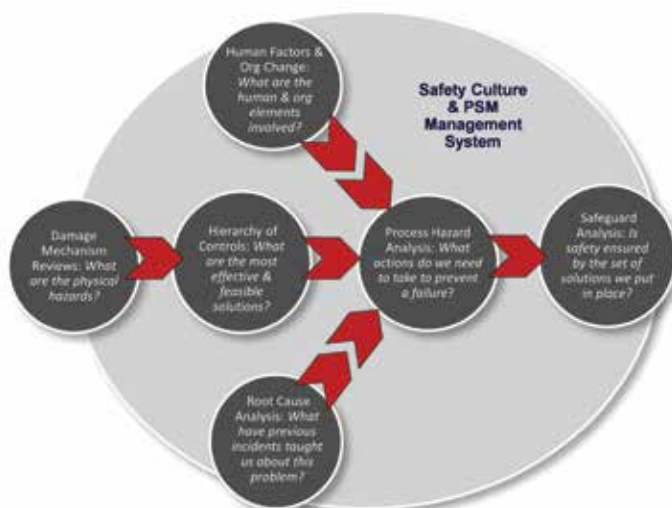 Human Factors &
Org Change:
What are the
human & org
elements
involved?
Safety Culture
& PSM
Management
System
Damage
Mechanism
Reviews: What
are the physical
hazards?
Hierarchy of
Controls: What
are the most
effective &
feasible
solutions?
Process Hazard
Analysis: What
actions do we need
to take to prevent
a failure?
Safeguard
Analysis: Is
safety ensured
by the set of
solutions we put
in place?
Root Cause
Analysis: What
have previous
incidents taught
us about this
problem?